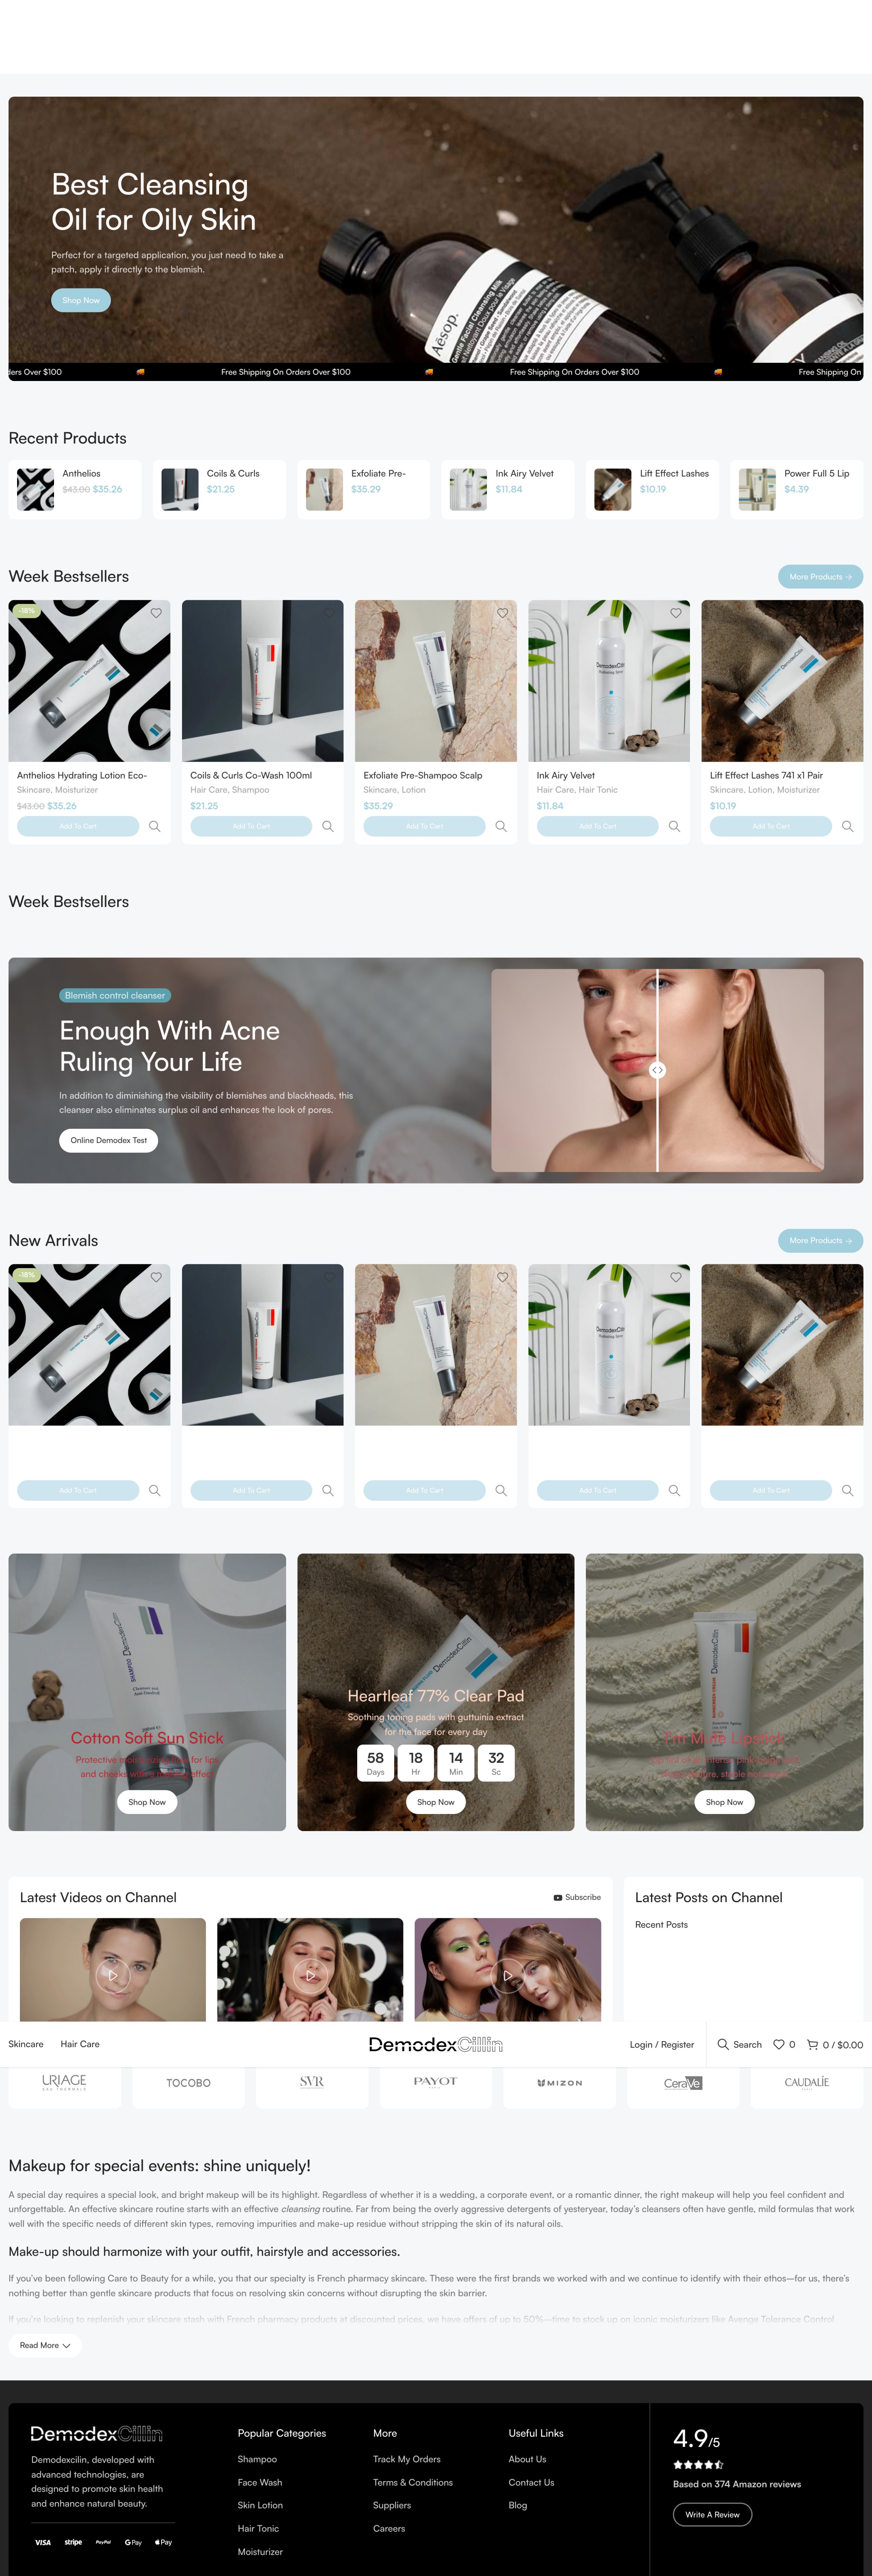 Best Cleansing
Oil for Oily Skin
Perfect for a targeted application, you just need to take a
patch, apply it directly to the blemish.
Shop Now
Aēsop.
Gentle Facial Cleansing Milk
ders Over $100
Free Shipping On Orders Over $100
Free Shipping On Orders Over $100
Free Shipping On
Recent Products
Anthelios
$43.00 $35.26
Coils & Curls
$21.25
Exfoliate Pre-
$35.29
Ink Airy Velvet
$11.84
Lift Effect Lashes
$10.19
Power Full 5 Lip
$4.39
Week Bestsellers
More Products →
-18%
Anthelios Hydrating Lotion Eco-
Skincare, Moisturizer
$43.00 $35.26
Add To Cart
Coils & Curls Co-Wash 100ml
Hair Care, Shampoo
$21.25
Add To Cart
Exfoliate Pre-Shampoo Scalp
Skincare, Lotion
$35.29
Add To Cart
DemodexCillin
Hydrating Toner
Ink Airy Velvet
Hair Care, Hair Tonic
$11.84
Add To Cart
Lift Effect Lashes 741 x1 Pair
Skincare, Lotion, Moisturizer
$10.19
Add To Cart
Week Bestsellers
Blemish control cleanser
Enough With Acne
Ruling Your Life
In addition to diminishing the visibility of blemishes and blackheads, this
cleanser also eliminates surplus oil and enhances the look of pores.
Online Demodex Test
New Arrivals
More Products →
-18%
Add To Cart
Add To Cart
Add To Cart
Add To Cart
Add To Cart
Cotton Soft Sun Stick
Shop Now
Heartleaf 77% Clear Pad
Soothing toning pads with guttuinia extract
for the face for every day
58
Days
18
Hr
14
Min
32
Sc
Shop Now
I'm Mute Lipstick
Shop Now
Latest Videos on Channel
Subscribe
Latest Posts on Channel
Recent Posts
Skincare
Hair Care
DemodexCillin
Login / Register
Search
0
0 / $0.00
URIAGE
EAU THERMALE
TOCOBO
SVR
PAYOT
PARIS
MIZON
CeraVe
CAUDALÍE
PARIS
Makeup for special events: shine uniquely!
A special day requires a special look, and bright makeup will be its highlight. Regardless of whether it is a wedding, a corporate event, or a romantic dinner, the right makeup will help you feel confident and
unforgettable. An effective skincare routine starts with an effective cleansing routine. Far from being the overly aggressive detergents of yesteryear, today's cleansers often have gentle, mild formulas that work
well with the specific needs of different skin types, removing impurities and make-up residue without stripping the skin of its natural oils.
Make-up should harmonize with your outfit, hairstyle and accessories.
If you've been following Care to Beauty for a while, you that our specialty is French pharmacy skincare. These were the first brands we worked with and we continue to identify with their ethos—for us, there's
nothing better than gentle skincare products that focus on resolving skin concerns without disrupting the skin barrier.
If you're looking to replenish your skincare stash with French pharmacy products at discounted prices, we have offers of up to 50%—time to stock up on iconic moisturizers like Avenge Tolerance Control
Read More
DemodexCillin
Demodexcilin, developed with
advanced technologies, are
designed to promote skin health
and enhance natural beauty.
VISA
stripe
PayPal
G Pay
Pay
Popular Categories
Shampoo
Face Wash
Skin Lotion
Hair Tonic
Moisturizer
More
Track My Orders
Terms & Conditions
Suppliers
Careers
Useful Links
About Us
Contact Us
Blog
4.9/5
Based on 374 Amazon reviews
Write A Review